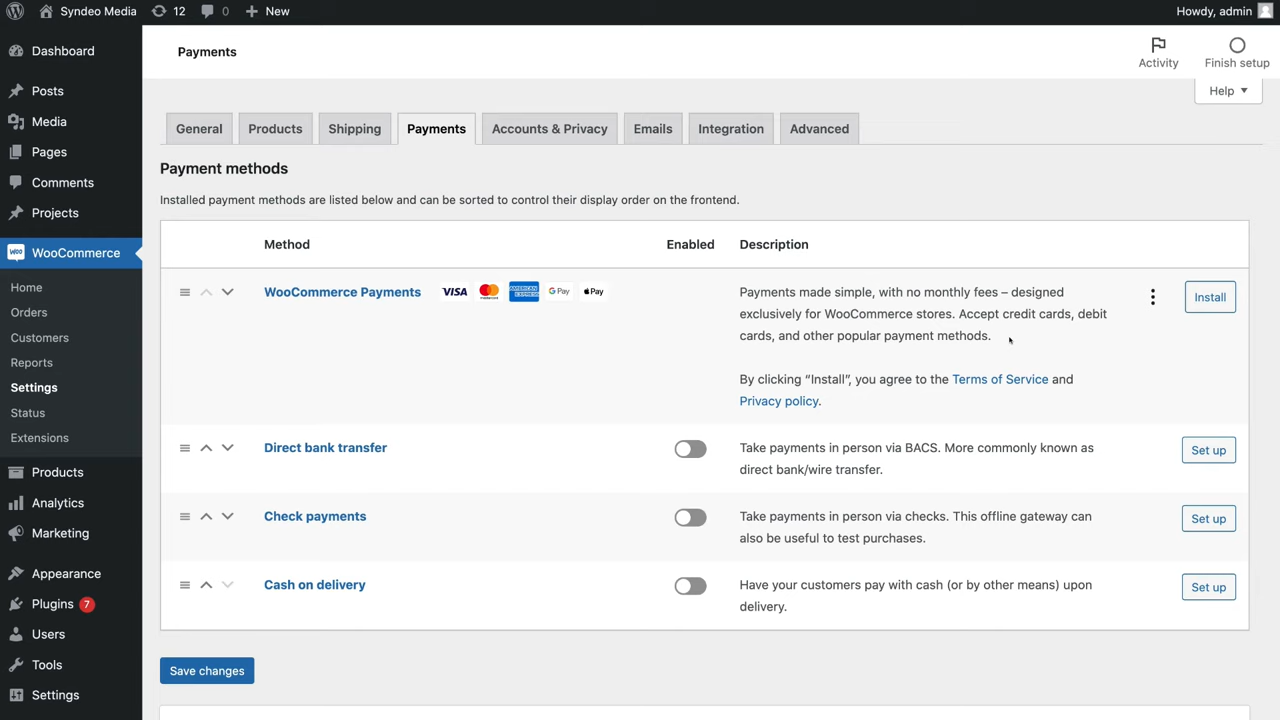 Syndeo Media 12 0 New Howdy, admin
Dashboard
Posts
Media
Pages
Comments
Projects
WooCommerce
Home
Orders
Customers
Reports
Settings
Status
Extensions
Products
Analytics
Marketing
Appearance
Plugins 7
Users
Tools
Settings
Payments
Activity
Finish setup
Help
General Products Shipping Payments Accounts & Privacy Emails Integration Advanced
Payment methods
Installed payment methods are listed below and can be sorted to control their display order on the frontend.
Method Enabled Description
WooCommerce Payments VISA mastercard AMERICAN EXPRESS G Pay Pay
Payments made simple, with no monthly fees – designed
exclusively for WooCommerce stores. Accept credit cards, debit
cards, and other popular payment methods.
By clicking “Install”, you agree to the Terms of Service and
Privacy policy.
Install
Direct bank transfer
Take payments in person via BACS. More commonly known as
direct bank/wire transfer.
Set up
Check payments
Take payments in person via checks. This offline gateway can
also be useful to test purchases.
Set up
Cash on delivery
Have your customers pay with cash (or by other means) upon
delivery.
Set up
Save changes